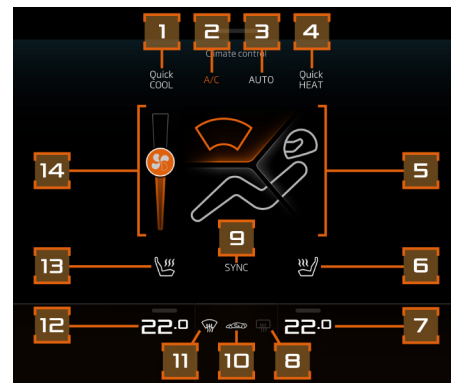 1 2 3 4
Climate control
Quick COOL A/C AUTO Quick HEAT
14 5
9
13 SYNC 6
12 22.0 22.0 7
11 10 8